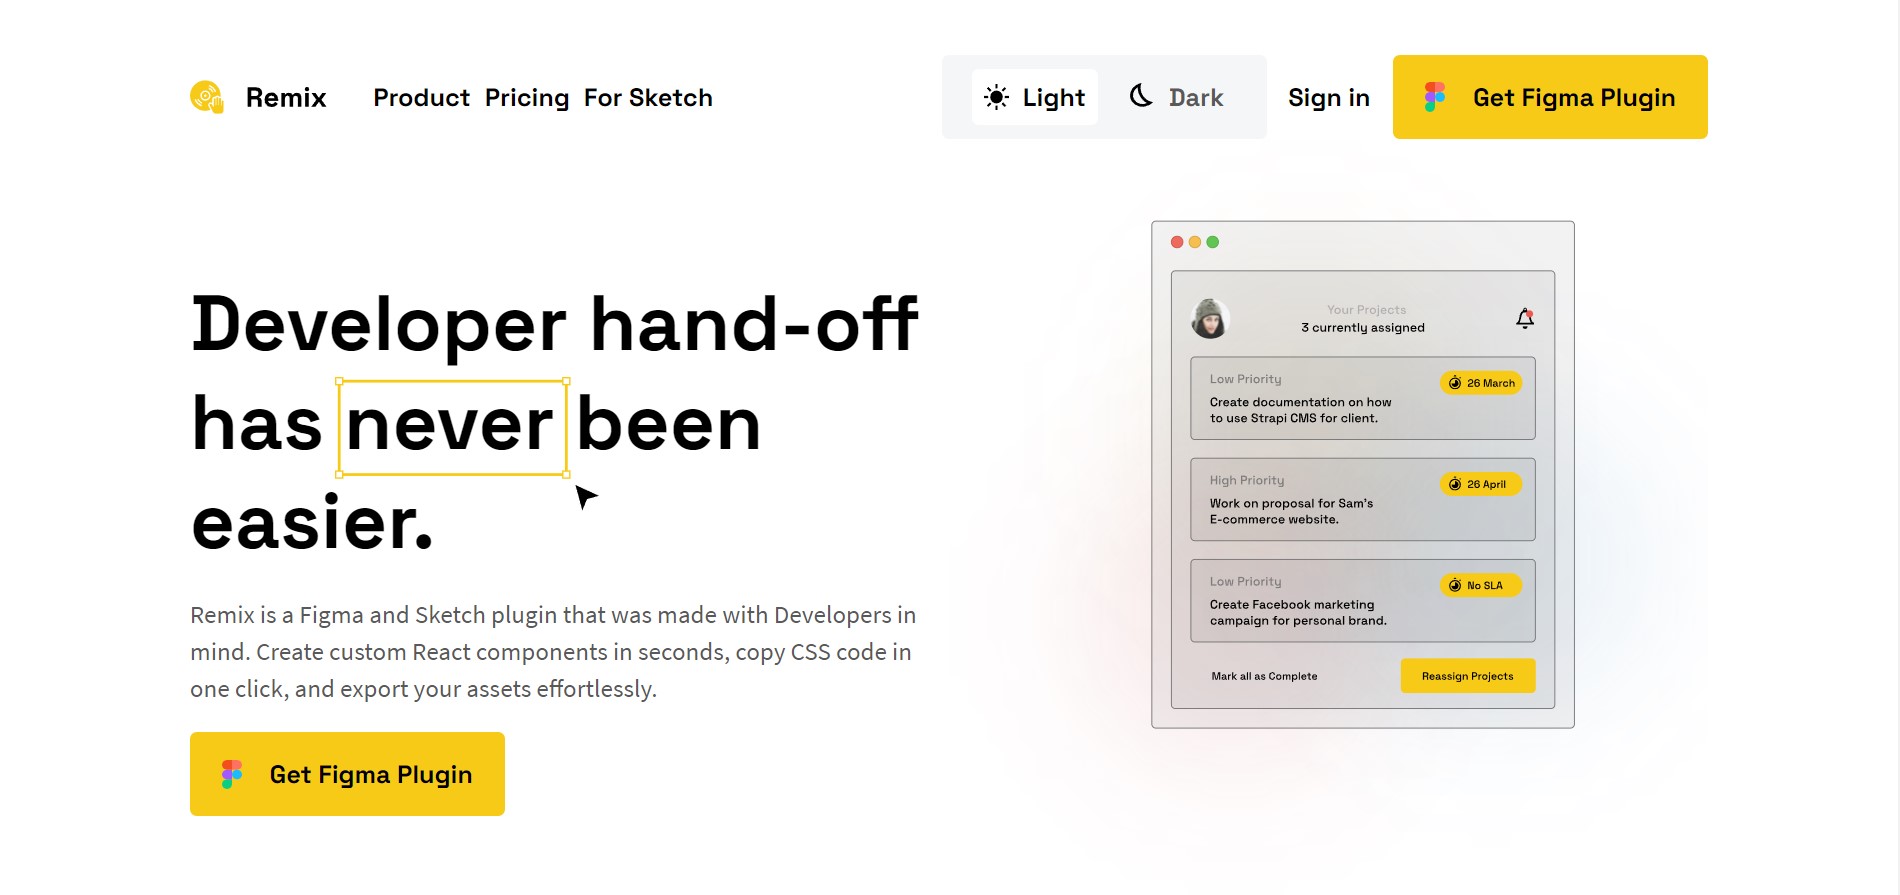 Remix Product Pricing For Sketch Light Dark Sign in Get Figma Plugin
Developer hand-off
has never been
easier.
Remix is a Figma and Sketch plugin that was made with Developers in
mind. Create custom React components in seconds, copy CSS code in
one click, and export your assets effortlessly.
Get Figma Plugin
Your Projects
3 currently assigned
Low Priority
26 March
Create documentation on how
to use Strapi CMS for client.
High Priority
26 April
Work on proposal for Sam's
E-commerce website.
Low Priority
No SLA
Create Facebook marketing
campaign for personal brand.
Mark all as Complete Reassign Projects